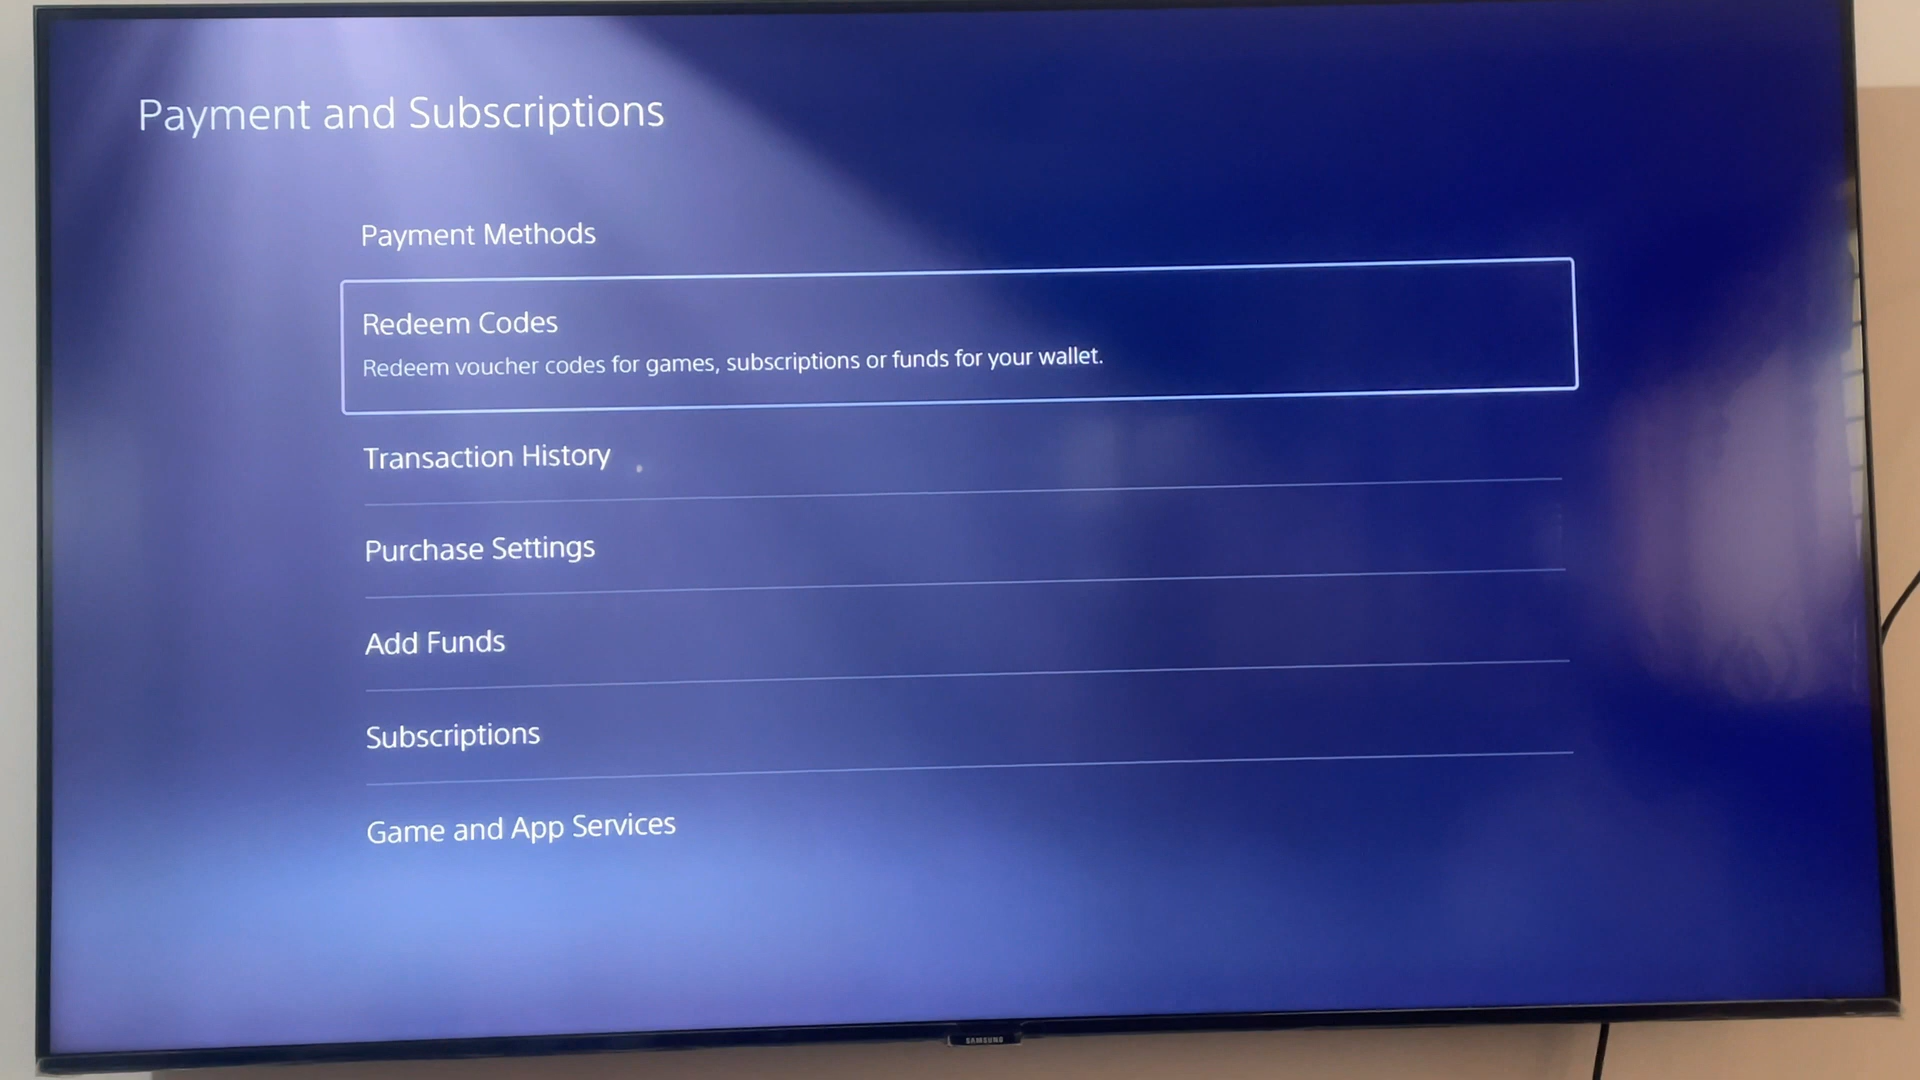 Payment and Subscriptions
Payment Methods
Redeem Codes
Redeem voucher codes for games, subscriptions or funds for your wallet.
Transaction History
Purchase Settings
Add Funds
Subscriptions
Game and App Services
SAMSUNG